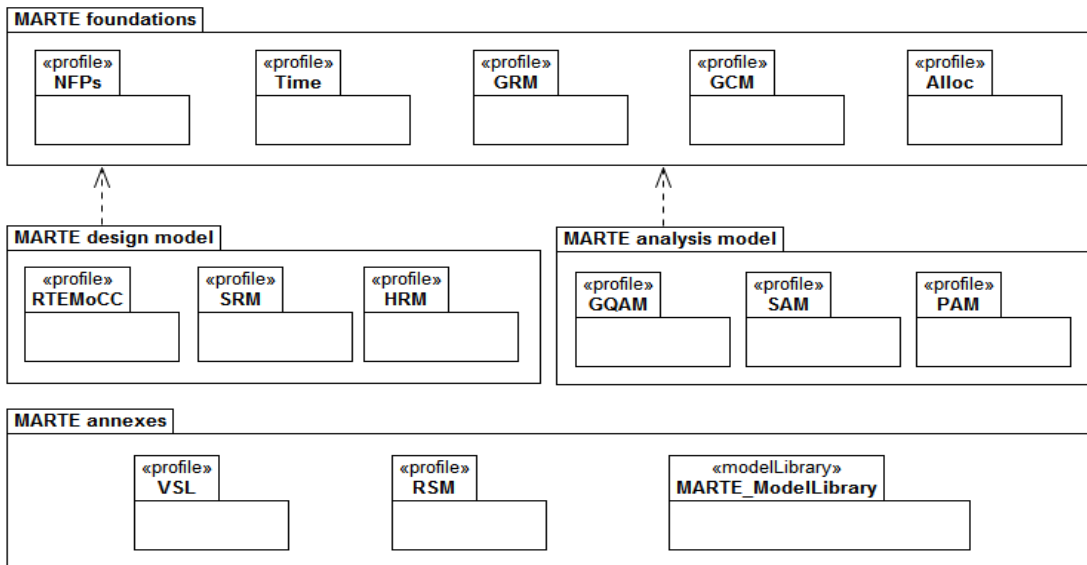 MARTE foundations
«profile»
NFPs
«profile»
Time
«profile»
GRM
«profile»
GCM
«profile»
Alloc
MARTE design model
«profile»
RTEMoCC
«profile»
SRM
«profile»
HRM
MARTE analysis model
«profile»
GQAM
«profile»
SAM
«profile»
PAM
MARTE annexes
«profile»
VSL
«profile»
RSM
«modelLibrary»
MARTE_ModelLibrary